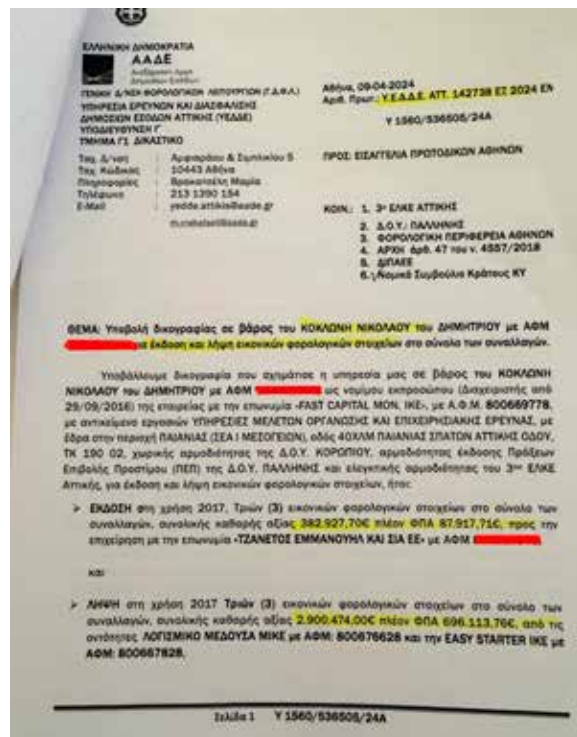 ΕΛΛΗΝΙΚΗ ΔΗΜΟΚΡΑΤΙΑ
ΑΑΔΕ
Ανεξάρτητη Αρχή
Δημοσίων Εσόδων
ΓΕΝΙΚΗ Δ/ΝΣΗ ΦΟΡΟΛΟΓΙΚΩΝ ΛΕΙΤΟΥΡΓΙΩΝ (Γ.Δ.Φ.Λ.)
ΥΠΗΡΕΣΙΑ ΕΡΕΥΝΩΝ ΚΑΙ ΔΙΑΣΦΑΛΙΣΗΣ
ΔΗΜΟΣΙΩΝ ΕΣΟΔΩΝ ΑΤΤΙΚΗΣ (ΥΕΔΔΕ)
ΥΠΟΔΙΕΥΘΥΝΣΗ Γ'
ΤΜΗΜΑ Γ1 ΔΙΚΑΣΤΙΚΟ
Ταχ. Δ/νση : Αμφιαράου & Συμπλικίου 5
Ταχ. Κώδικας : 10443 Αθήνα
Πληροφορίες : Μαρία
Τηλέφωνο : 213 1390 154
E-Mail : yedde.attikis@aade.gr
Αθήνα, 09-04-2024
Αριθ. Πρωτ.: Υ.Ε.Δ.Δ.Ε. ΑΤΤ. 142738 ΕΞ 2024 ΕΝ
Υ 1560/536505/24Α
ΠΡΟΣ: ΕΙΣΑΓΓΕΛΙΑ ΠΡΩΤΟΔΙΚΩΝ ΑΘΗΝΩΝ
ΚΟΙΝ.: 1. 3ο ΕΛΚΕ ΑΤΤΙΚΗΣ
2. Δ.Ο.Υ.: ΠΑΛΛΗΝΗΣ
3. ΦΟΡΟΛΟΓΙΚΗ ΠΕΡΙΦΕΡΕΙΑ ΑΘΗΝΩΝ
4. ΑΡΧΗ άρθ. 47 του ν. 4557/2018
5. ΔΙΠΑΕΕ
6. Νομικό Συμβούλιο Κράτους ΚΥ
ΘΕΜΑ: Υποβολή δικογραφίας σε βάρος του ΚΟΚΛΩΝΗ ΝΙΚΟΛΑΟΥ του ΔΗΜΗΤΡΙΟΥ με ΑΦΜ
για έκδοση και λήψη εικονικών φορολογικών στοιχείων στο σύνολο των συναλλαγών.
Υποβάλλουμε δικογραφία που σχημάτισε η υπηρεσία μας σε βάρος του ΚΟΚΛΩΝΗ
ΝΙΚΟΛΑΟΥ του ΔΗΜΗΤΡΙΟΥ με ΑΦΜ ως νομίμου εκπροσώπου (Διαχειριστής από
29/09/2016) της εταιρείας με την επωνυμία «FAST CAPITAL ΜΟΝ. ΙΚΕ», με Α.Φ.Μ. 800669778,
με αντικείμενο εργασιών ΥΠΗΡΕΣΙΕΣ ΜΕΛΕΤΩΝ ΟΡΓΑΝΩΣΗΣ ΚΑΙ ΕΠΙΧΕΙΡΗΣΙΑΚΗΣ ΕΡΕΥΝΑΣ, με
έδρα στην περιοχή ΠΑΙΑΝΙΑΣ (ΣΕΑ Ι ΜΕΣΟΓΕΙΩΝ), οδός 40ΧΛΜ ΠΑΙΑΝΙΑΣ ΣΠΑΤΩΝ ΑΤΤΙΚΗΣ ΟΔΟΥ,
ΤΚ 190 02, χωρικής αρμοδιότητας της Δ.Ο.Υ. ΚΟΡΩΠΙΟΥ, αρμοδιότητας έκδοσης Πράξεων
Επιβολής Προστίμου (ΠΕΠ) της Δ.Ο.Υ. ΠΑΛΛΗΝΗΣ και ελεγκτικής αρμοδιότητας του 3ου ΕΛΚΕ
Αττικής, για έκδοση και λήψη εικονικών φορολογικών στοιχείων, ήτοι:
➢ ΕΚΔΟΣΗ στη χρήση 2017, Τριών (3) εικονικών φορολογικών στοιχείων στο σύνολο των
συναλλαγών, συνολικής καθαρής αξίας 382.927,70€ πλέον ΦΠΑ 87.917,71€, προς την
επιχείρηση με την επωνυμία «ΤΖΑΝΕΤΟΣ ΕΜΜΑΝΟΥΗΛ ΚΑΙ ΣΙΑ ΕΕ» με ΑΦΜ
και
➢ ΛΗΨΗ στη χρήση 2017 Τριών (3) εικονικών φορολογικών στοιχείων στο σύνολο των
συναλλαγών, συνολικής καθαρής αξίας 2.900.474,00€ πλέον ΦΠΑ 696.113,76€, από τις
οντότητες ΛΟΓΙΣΜΙΚΟ ΜΕΔΟΥΣΑ ΜΙΚΕ με ΑΦΜ: 800676628 και την EASY STARTER ΙΚΕ με
ΑΦΜ: 800667828.
Σελίδα 1 Υ 1560/536505/24Α